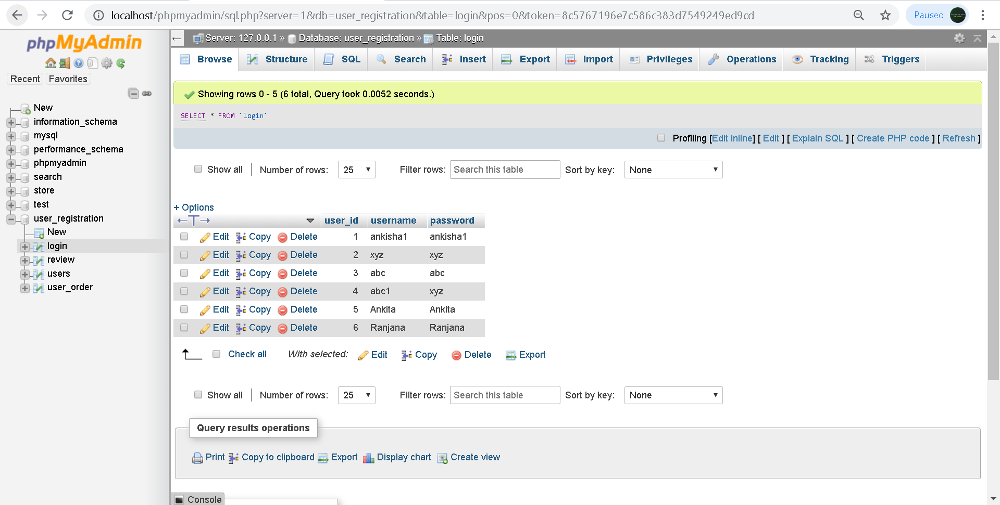 localhost/phpmyadmin/sql.php?server=1&db=user_registration&table=login&pos=0&token=8c5767196e7c586c383d7549249ed9cd
Paused
phpMyAdmin
Recent Favorites
New
information_schema
mysql
performance_schema
phpmyadmin
search
store
test
user_registration
New
login
review
users
user_order
Server: 127.0.0.1 » Database: user_registration » Table: login
Browse Structure SQL Search Insert Export Import Privileges Operations Tracking Triggers
Showing rows 0 - 5 (6 total, Query took 0.0052 seconds.)
SELECT * FROM `login`
Profiling [Edit inline] [ Edit ] [ Explain SQL ] [ Create PHP code ] [ Refresh ]
Show all | Number of rows: 25 Filter rows: Search this table Sort by key: None
+ Options
←T→ user_id username password
Edit Copy Delete 1 ankisha1 ankisha1
Edit Copy Delete 2 xyz xyz
Edit Copy Delete 3 abc abc
Edit Copy Delete 4 abc1 xyz
Edit Copy Delete 5 Ankita Ankita
Edit Copy Delete 6 Ranjana Ranjana
Check all With selected: Edit Copy Delete Export
Show all | Number of rows: 25 Filter rows: Search this table Sort by key: None
Query results operations
Print Copy to clipboard Export Display chart Create view
Console